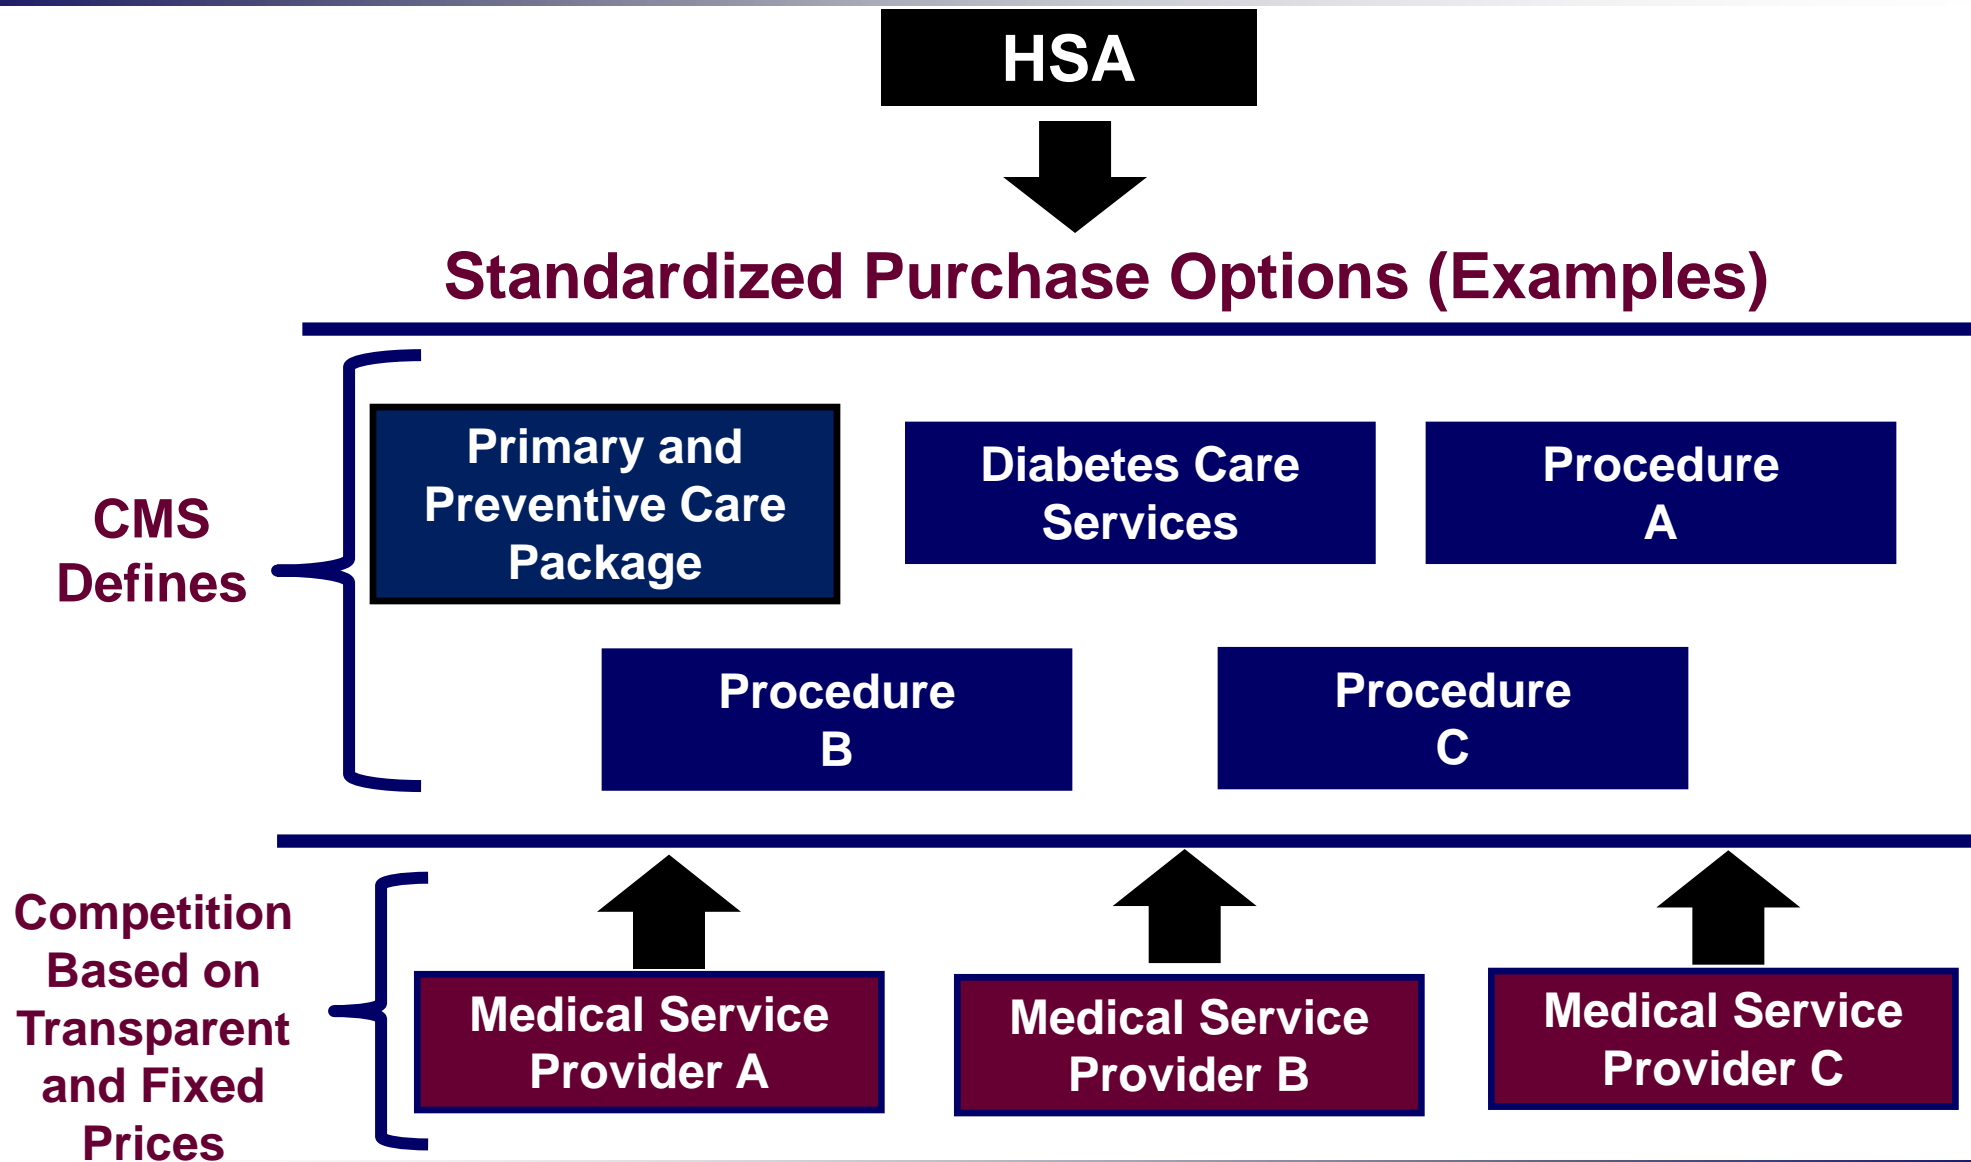 HSA
Standardized Purchase Options (Examples)
CMS
Defines
Primary and
Preventive Care
Package
Diabetes Care
Services
Procedure
A
Procedure
B
Procedure
C
Competition
Based on
Transparent
and Fixed
Prices
Medical Service
Provider A
Medical Service
Provider B
Medical Service
Provider C